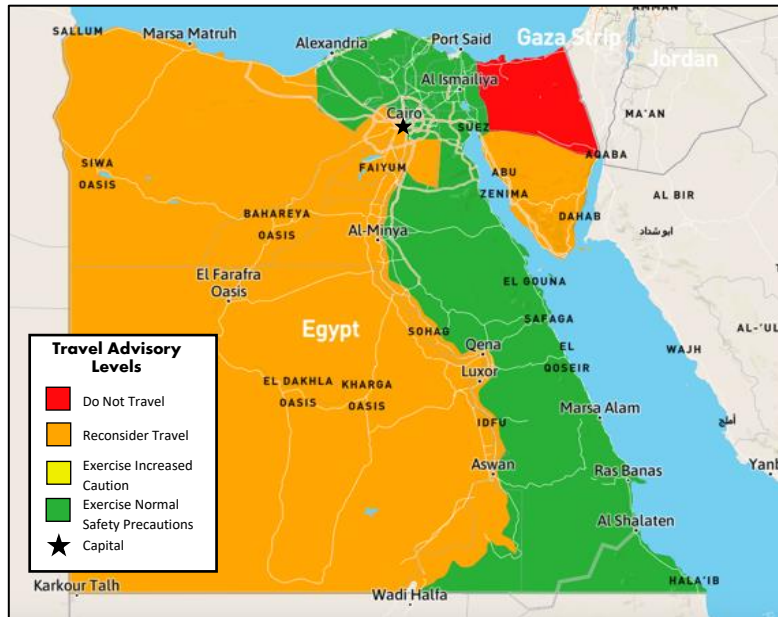 AMMAN
SALLUM
Marsa Matruh
Alexandria
Port Said
Gaza Strip
Jordan
Al Ismailiya
Cairo
SUEZ
MA'AN
SIWA
OASIS
FAIYUM
ABU
ZENIMA
AQABA
DAHAB
AL BIR
ابو شداد
BAHAREYA
OASIS
Al-Minya
El Farafra
Oasis
EL GOUNA
Egypt
SOHAG
SAFAGA
EL
QOSEIR
WAJH
AL-'UL
Qena
Luxor
EL DAKHLA
OASIS
KHARGA
OASIS
IDFU
Marsa Alam
أملج
Aswan
Ras Banas
Yanb
Al Shalaten
HALA'IB
Karkour Talh
Wadi Halfa
Travel Advisory
Levels
Do Not Travel
Reconsider Travel
Exercise Increased
Caution
Exercise Normal
Safety Precautions
Capital